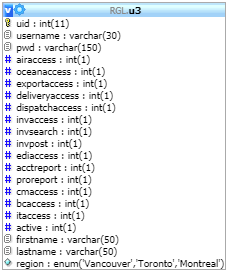 RGL.u3
uid : int(11)
username : varchar(30)
pwd : varchar(150)
airaccess : int(1)
oceanaccess : int(1)
exportaccess : int(1)
deliveryaccess : int(1)
dispatchaccess : int(1)
invaccess : int(1)
invsearch : int(1)
invpost : int(1)
ediaccess : int(1)
acctreport : int(1)
proreport : int(1)
cmaccess : int(1)
bcaccess : int(1)
itaccess : int(1)
active : int(1)
firstname : varchar(50)
lastname : varchar(50)
region : enum('Vancouver','Toronto','Montreal')